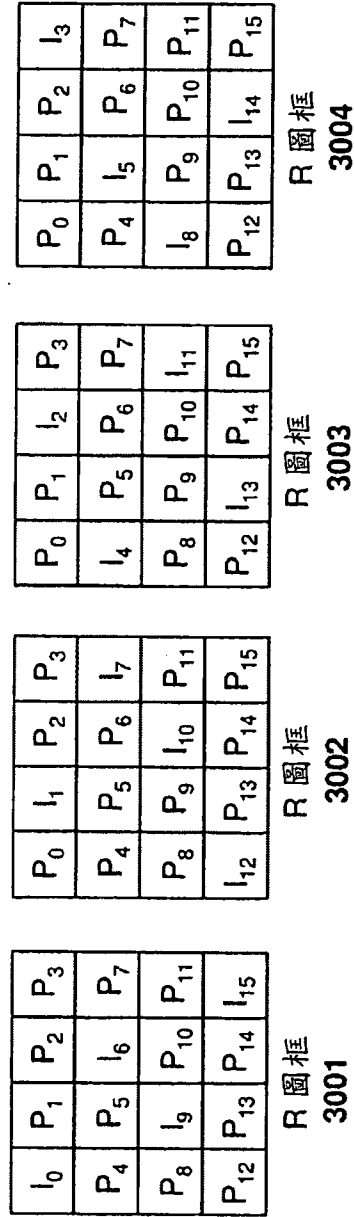 I0 P1 P2 P3
P4 P5 I6 P7
P8 I9 P10 P11
P12 P13 P14 I15
R 圖框
3001
P0 I1 P2 P3
P4 P5 P6 I7
P8 P9 I10 P11
I12 P13 P14 P15
R 圖框
3002
P0 P1 I2 P3
I4 P5 P6 P7
P8 P9 P10 I11
P12 I13 P14 P15
R 圖框
3003
P0 P1 P2 I3
P4 I5 P6 P7
I8 P9 P10 P11
P12 P13 I14 P15
R 圖框
3004